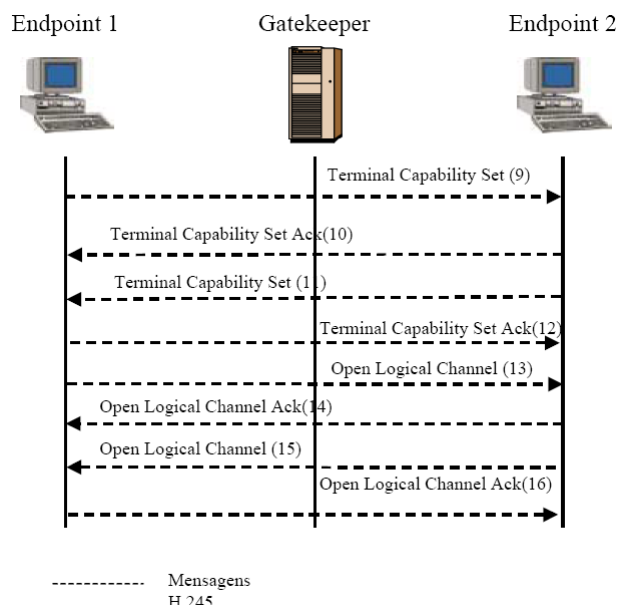 Endpoint 1
Gatekeeper
Endpoint 2
Terminal Capability Set (9)
Terminal Capability Set Ack(10)
Terminal Capability Set (11)
Terminal Capability Set Ack(12)
Open Logical Channel (13)
Open Logical Channel Ack(14)
Open Logical Channel (15)
Open Logical Channel Ack(16)
Mensagens
H.245